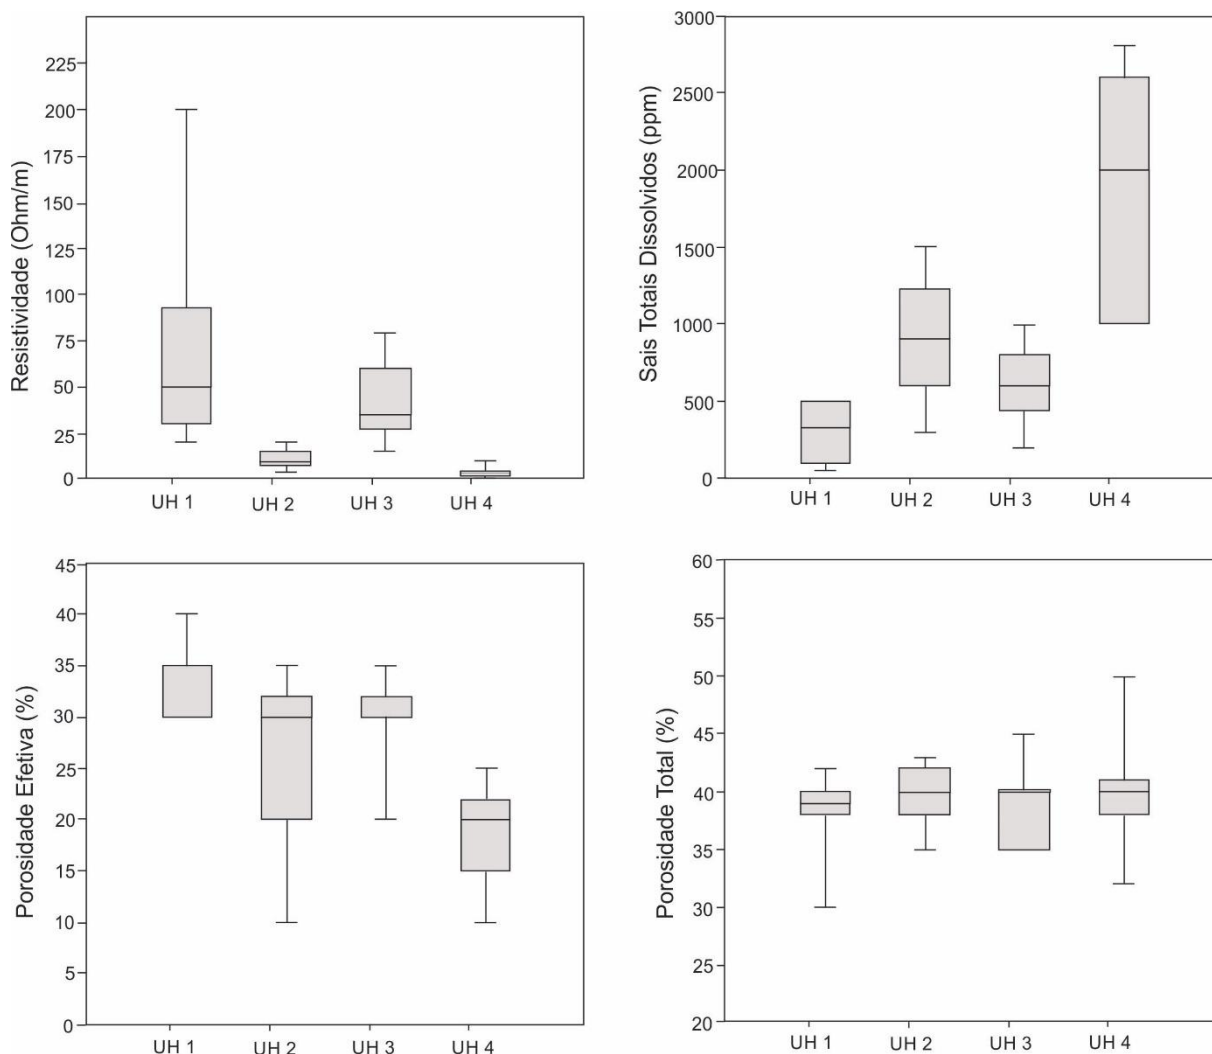 Resistividade (Ohm/m)
225
200
175
150
125
100
75
50
25
0
UH 1
UH 2
UH 3
UH 4
Sais Totais Dissolvidos (ppm)
3000
2500
2000
1500
1000
500
0
UH 1
UH 2
UH 3
UH 4
Porosidade Efetiva (%)
45
40
35
30
25
20
15
10
5
0
UH 1
UH 2
UH 3
UH 4
Porosidade Total (%)
60
55
50
45
40
35
30
25
20
UH 1
UH 2
UH 3
UH 4